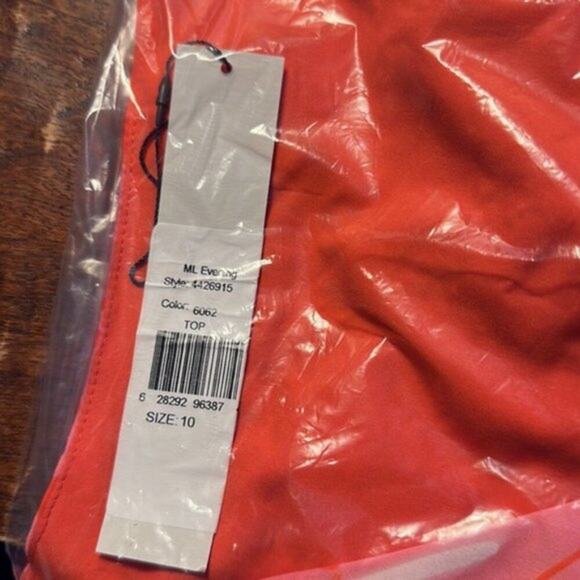 ML Evening
Style: 4426915
Color: 6062
TOP
6 28292 96387
SIZE: 10